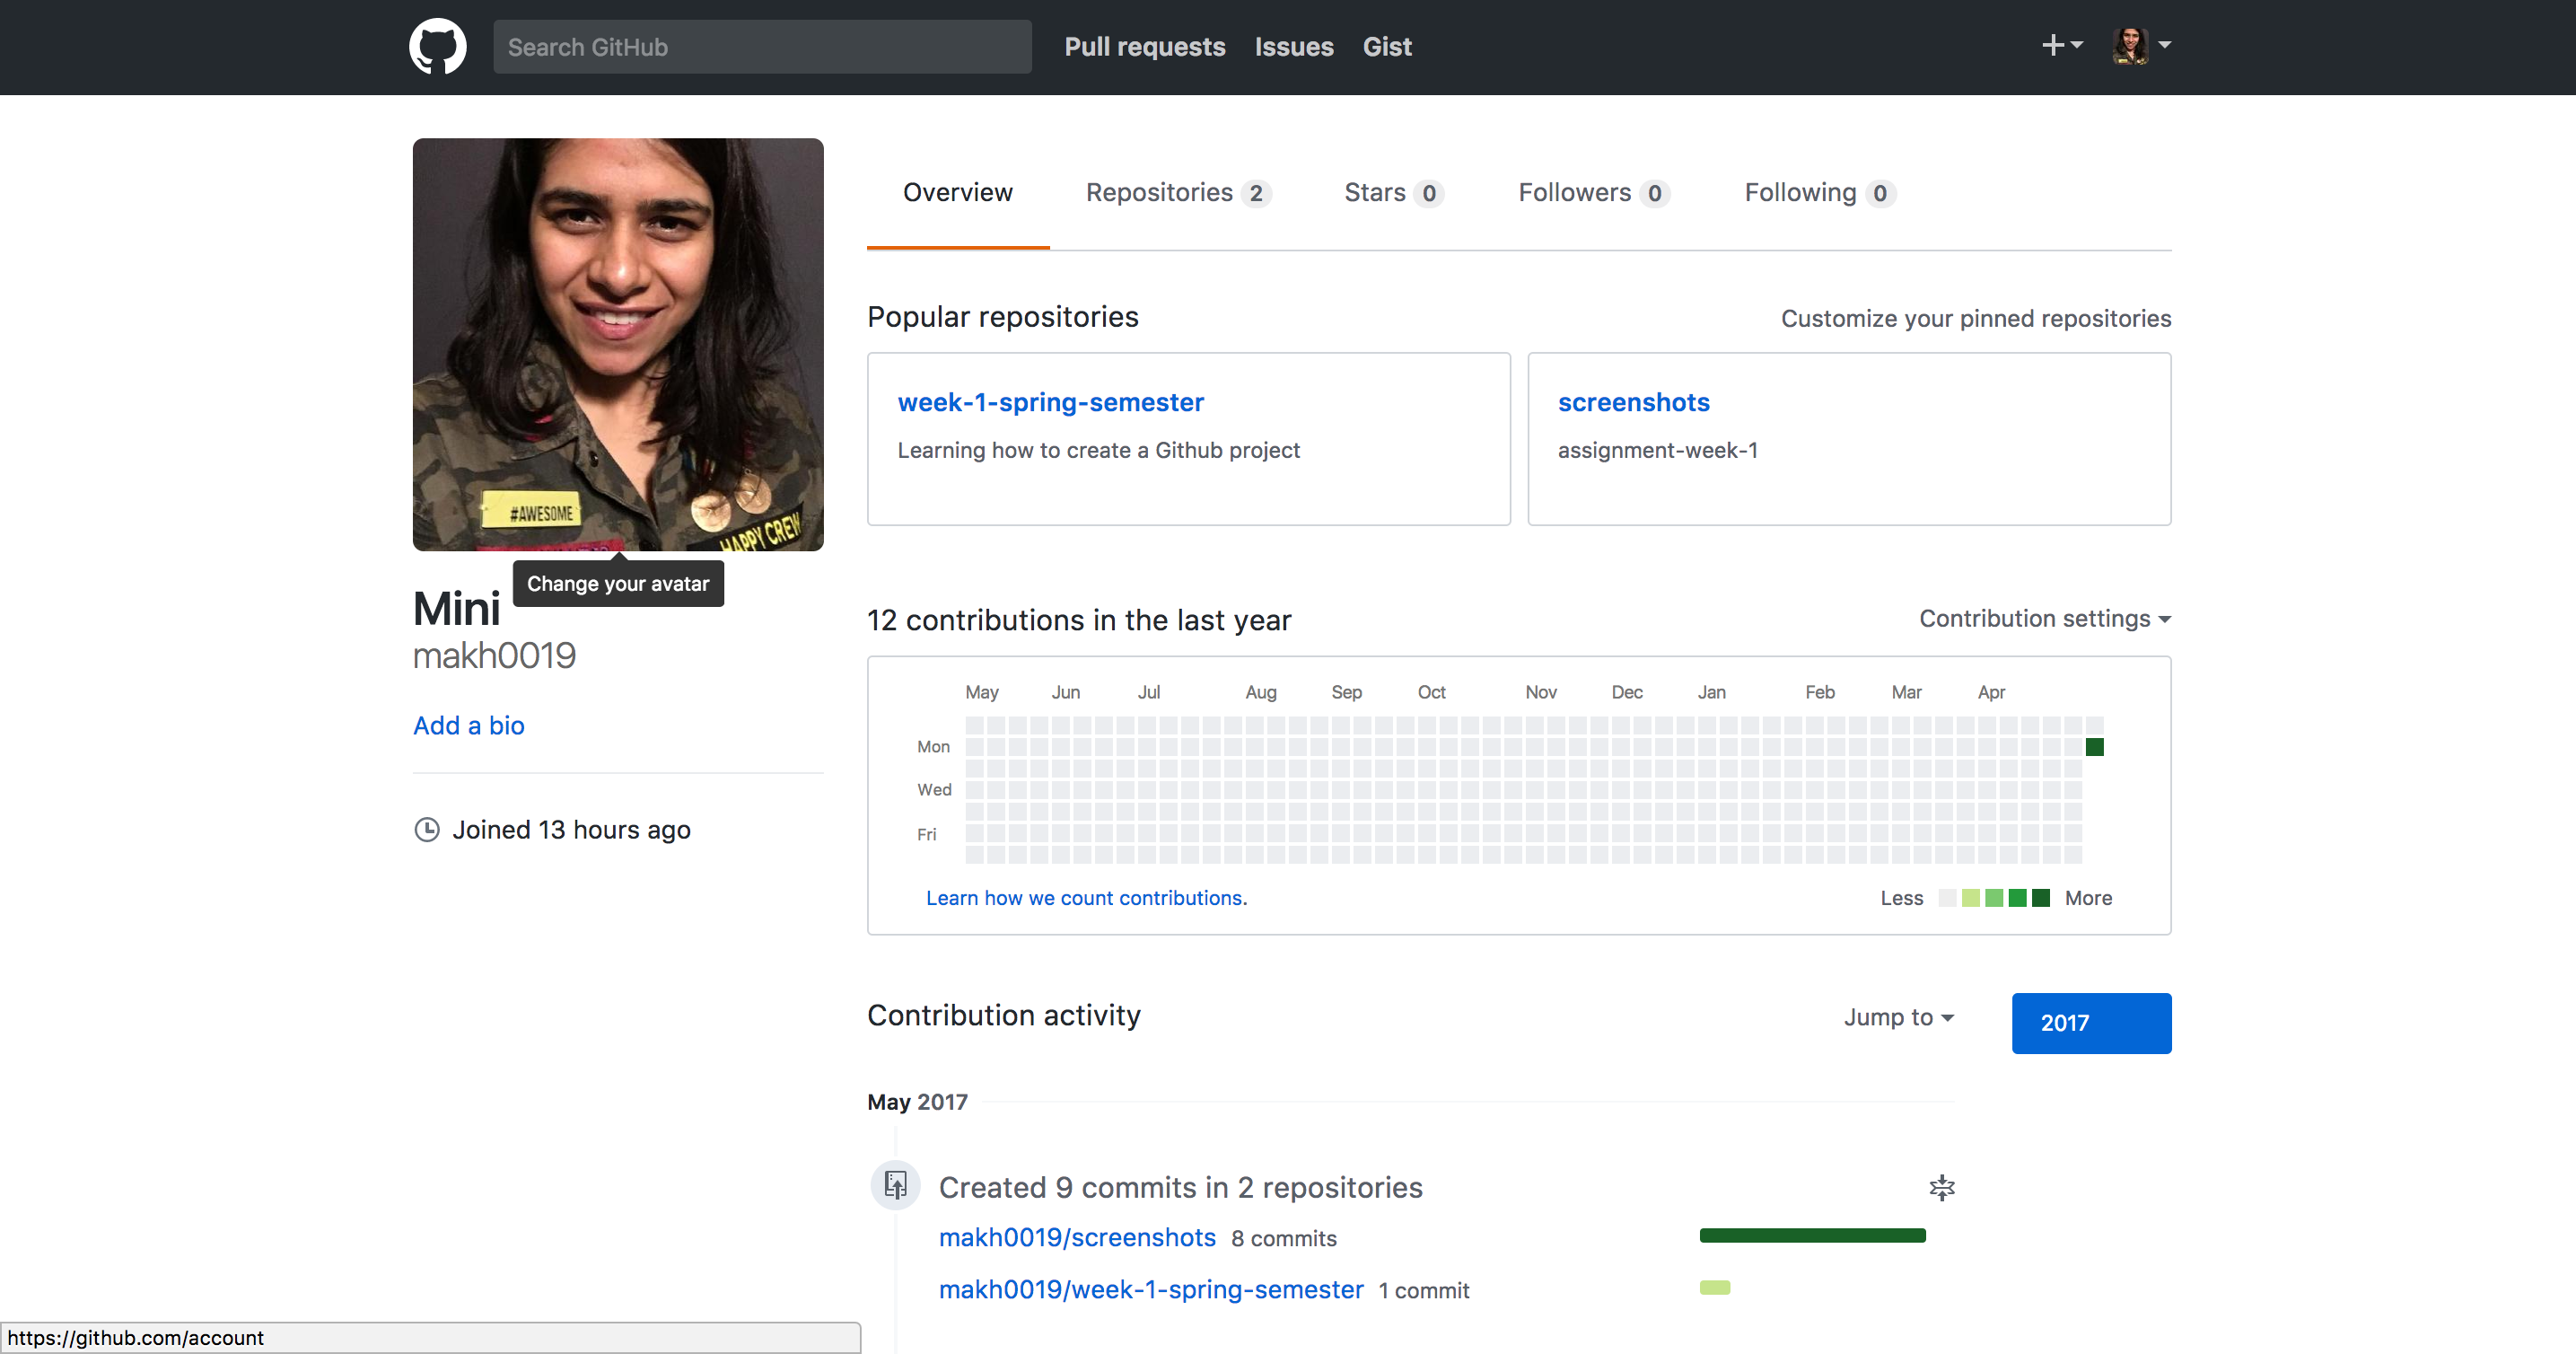 Search GitHub
Pull requests Issues Gist
Overview Repositories 2 Stars 0 Followers 0 Following 0
#AWESOME
HAPPY CREW
Change your avatar
Mini
makh0019
Add a bio
Joined 13 hours ago
Popular repositories Customize your pinned repositories
week-1-spring-semester
Learning how to create a Github project
screenshots
assignment-week-1
12 contributions in the last year Contribution settings
May Jun Jul Aug Sep Oct Nov Dec Jan Feb Mar Apr
Mon
Wed
Fri
Learn how we count contributions. Less More
Contribution activity Jump to 2017
May 2017
Created 9 commits in 2 repositories
makh0019/screenshots 8 commits
makh0019/week-1-spring-semester 1 commit
https://github.com/account